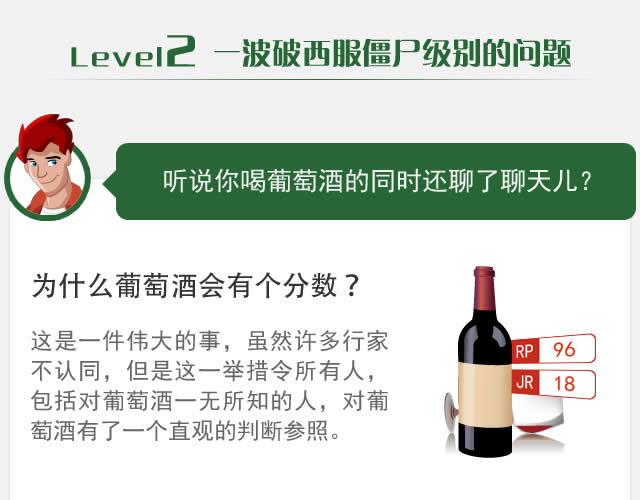 Level2 一波破西服僵尸级别的问题
听说你喝葡萄酒的同时还聊了聊天儿?
为什么葡萄酒会有个分数？
这是一件伟大的事，虽然许多行家
不认同，但是这一举措令所有人，
包括对葡萄酒一无所知的人，对葡
萄酒有了一个直观的判断参照。
RP 96
JR 18